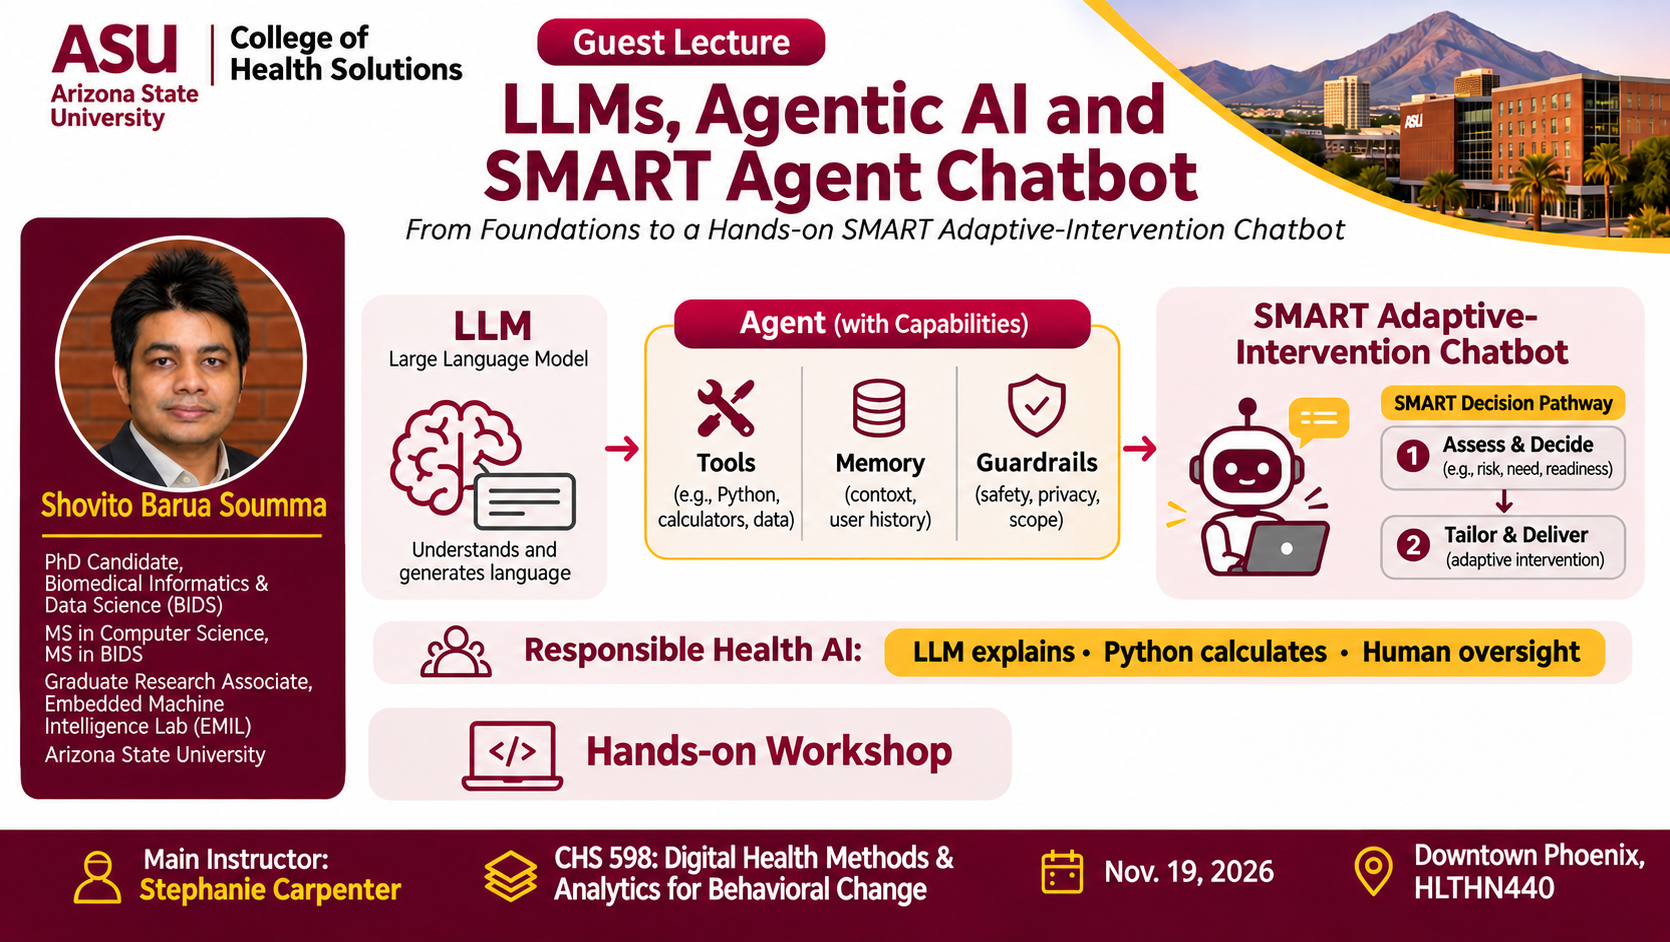 ASU
Arizona State
University
College of
Health Solutions
Guest Lecture
LLMs, Agentic AI and
SMART Agent Chatbot
From Foundations to a Hands-on SMART Adaptive-Intervention Chatbot
ASU
Shovito Barua Soumma
PhD Candidate,
Biomedical Informatics &
Data Science (BIDS)
MS in Computer Science,
MS in BIDS
Graduate Research Associate,
Embedded Machine
Intelligence Lab (EMIL)
Arizona State University
LLM
Large Language Model
Understands and
generates language
Agent (with Capabilities)
Tools
(e.g., Python,
calculators, data)
Memory
(contoxt,
user history)
Guardrails
(safety, privacy,
scope)
SMART Adaptive-
Intervention Chatbot
SMART Decision Pathway
1 Assess & Decide
(e.g., risk, need, readiness)
2 Tailor & Deliver
(adaptive intervention)
Responsible Health AI: LLM explains • Python calculates • Human oversight
</> Hands-on Workshop
Main Instructor:
Stephanie Carpenter
CHS 598: Digital Health Methods &
Analytics for Behavioral Change
Nov. 19, 2026
Downtown Phoenix,
HLTHN440